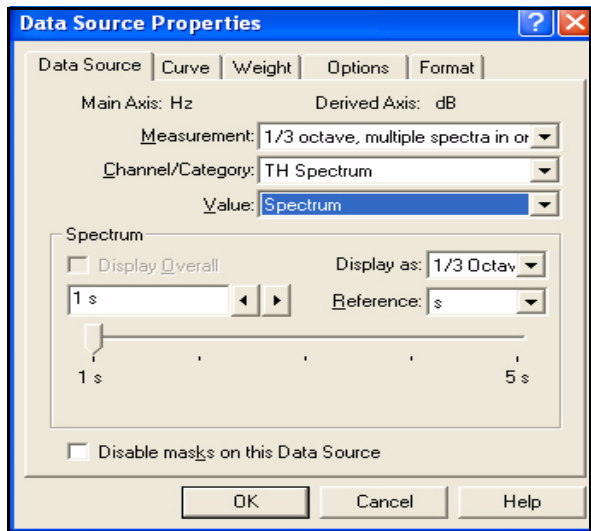 Data Source Properties
Data Source Curve Weight Options Format
Main Axis: Hz Derived Axis: dB
Measurement: 1/3 octave, multiple spectra in or
Channel/Category: TH Spectrum
Value: Spectrum
Spectrum
Display Overall Display as: 1/3 Octav
1 s Reference: s
1 s 5 s
Disable masks on this Data Source
OK Cancel Help